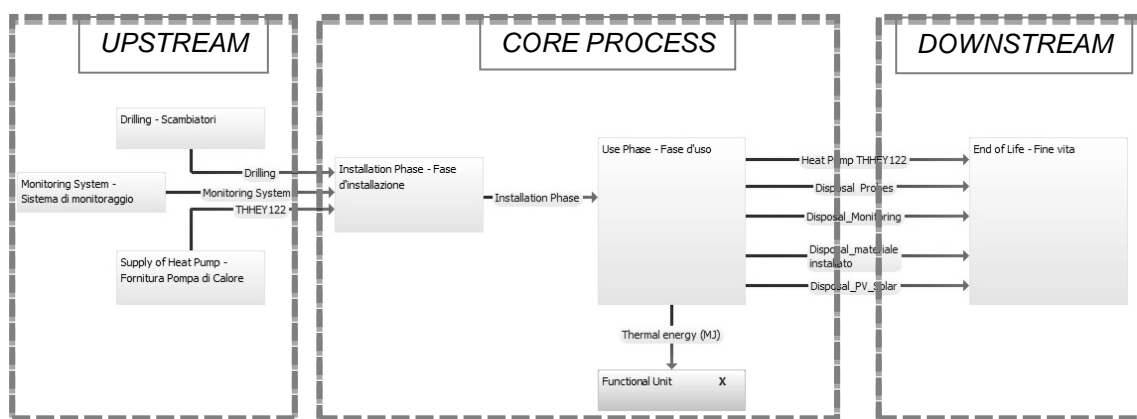 UPSTREAM
Drilling - Scambiatori
Monitoring System -
Sistema di monitoraggio
Supply of Heat Pump -
Fornitura Pompa di Calore
Drilling
Monitoring System
THHEY122
CORE PROCESS
Installation Phase - Fase
d'installazione
Installation Phase
Use Phase - Fase d'uso
Thermal energy (MJ)
Functional Unit X
Heat Pump THHEY122
Disposal_Probes
Disposal_Monitoring
Disposal_materiale
installato
Disposal_PV_Solar
DOWNSTREAM
End of Life - Fine vita